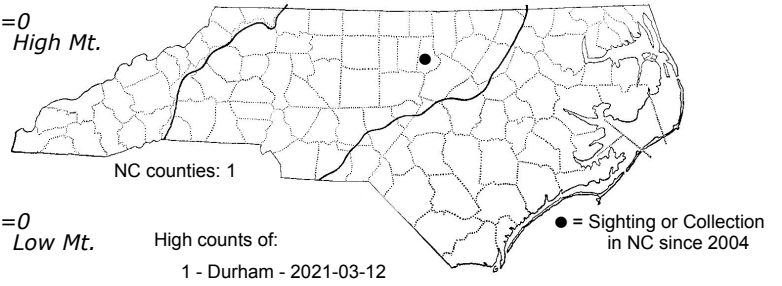 =0
High Mt.
NC counties: 1
=0
Low Mt.
High counts of:
1 - Durham - 2021-03-12
● = Sighting or Collection
in NC since 2004